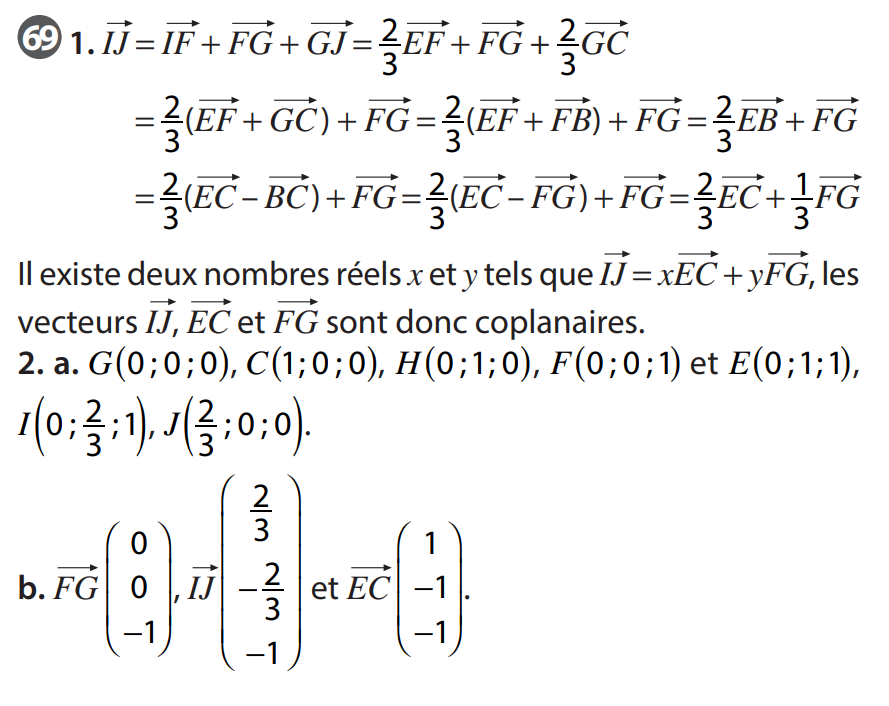 69 1. $\overrightarrow{IJ} = \overrightarrow{IF} + \overrightarrow{FG} + \overrightarrow{GJ} = \frac{2}{3}\overrightarrow{EF} + \overrightarrow{FG} + \frac{2}{3}\overrightarrow{GC}$
$= \frac{2}{3}(\overrightarrow{EF} + \overrightarrow{GC}) + \overrightarrow{FG} = \frac{2}{3}(\overrightarrow{EF} + \overrightarrow{FB}) + \overrightarrow{FG} = \frac{2}{3}\overrightarrow{EB} + \overrightarrow{FG}$
$= \frac{2}{3}(\overrightarrow{EC} - \overrightarrow{BC}) + \overrightarrow{FG} = \frac{2}{3}(\overrightarrow{EC} - \overrightarrow{FG}) + \overrightarrow{FG} = \frac{2}{3}\overrightarrow{EC} + \frac{1}{3}\overrightarrow{FG}$
Il existe deux nombres réels $x$ et $y$ tels que $\overrightarrow{IJ} = x\overrightarrow{EC} + y\overrightarrow{FG}$, les
vecteurs $\overrightarrow{IJ}$, $\overrightarrow{EC}$ et $\overrightarrow{FG}$ sont donc coplanaires.
2. a. $G(0;0;0)$, $C(1;0;0)$, $H(0;1;0)$, $F(0;0;1)$ et $E(0;1;1)$,
$I\left(0;\frac{2}{3};1\right)$, $J\left(\frac{2}{3};0;0\right)$.
b. $\overrightarrow{FG}\begin{pmatrix} 0 \\ 0 \\ -1 \end{pmatrix}$, $\overrightarrow{IJ}\begin{pmatrix} \frac{2}{3} \\ -\frac{2}{3} \\ -1 \end{pmatrix}$ et $\overrightarrow{EC}\begin{pmatrix} 1 \\ -1 \\ -1 \end{pmatrix}$.